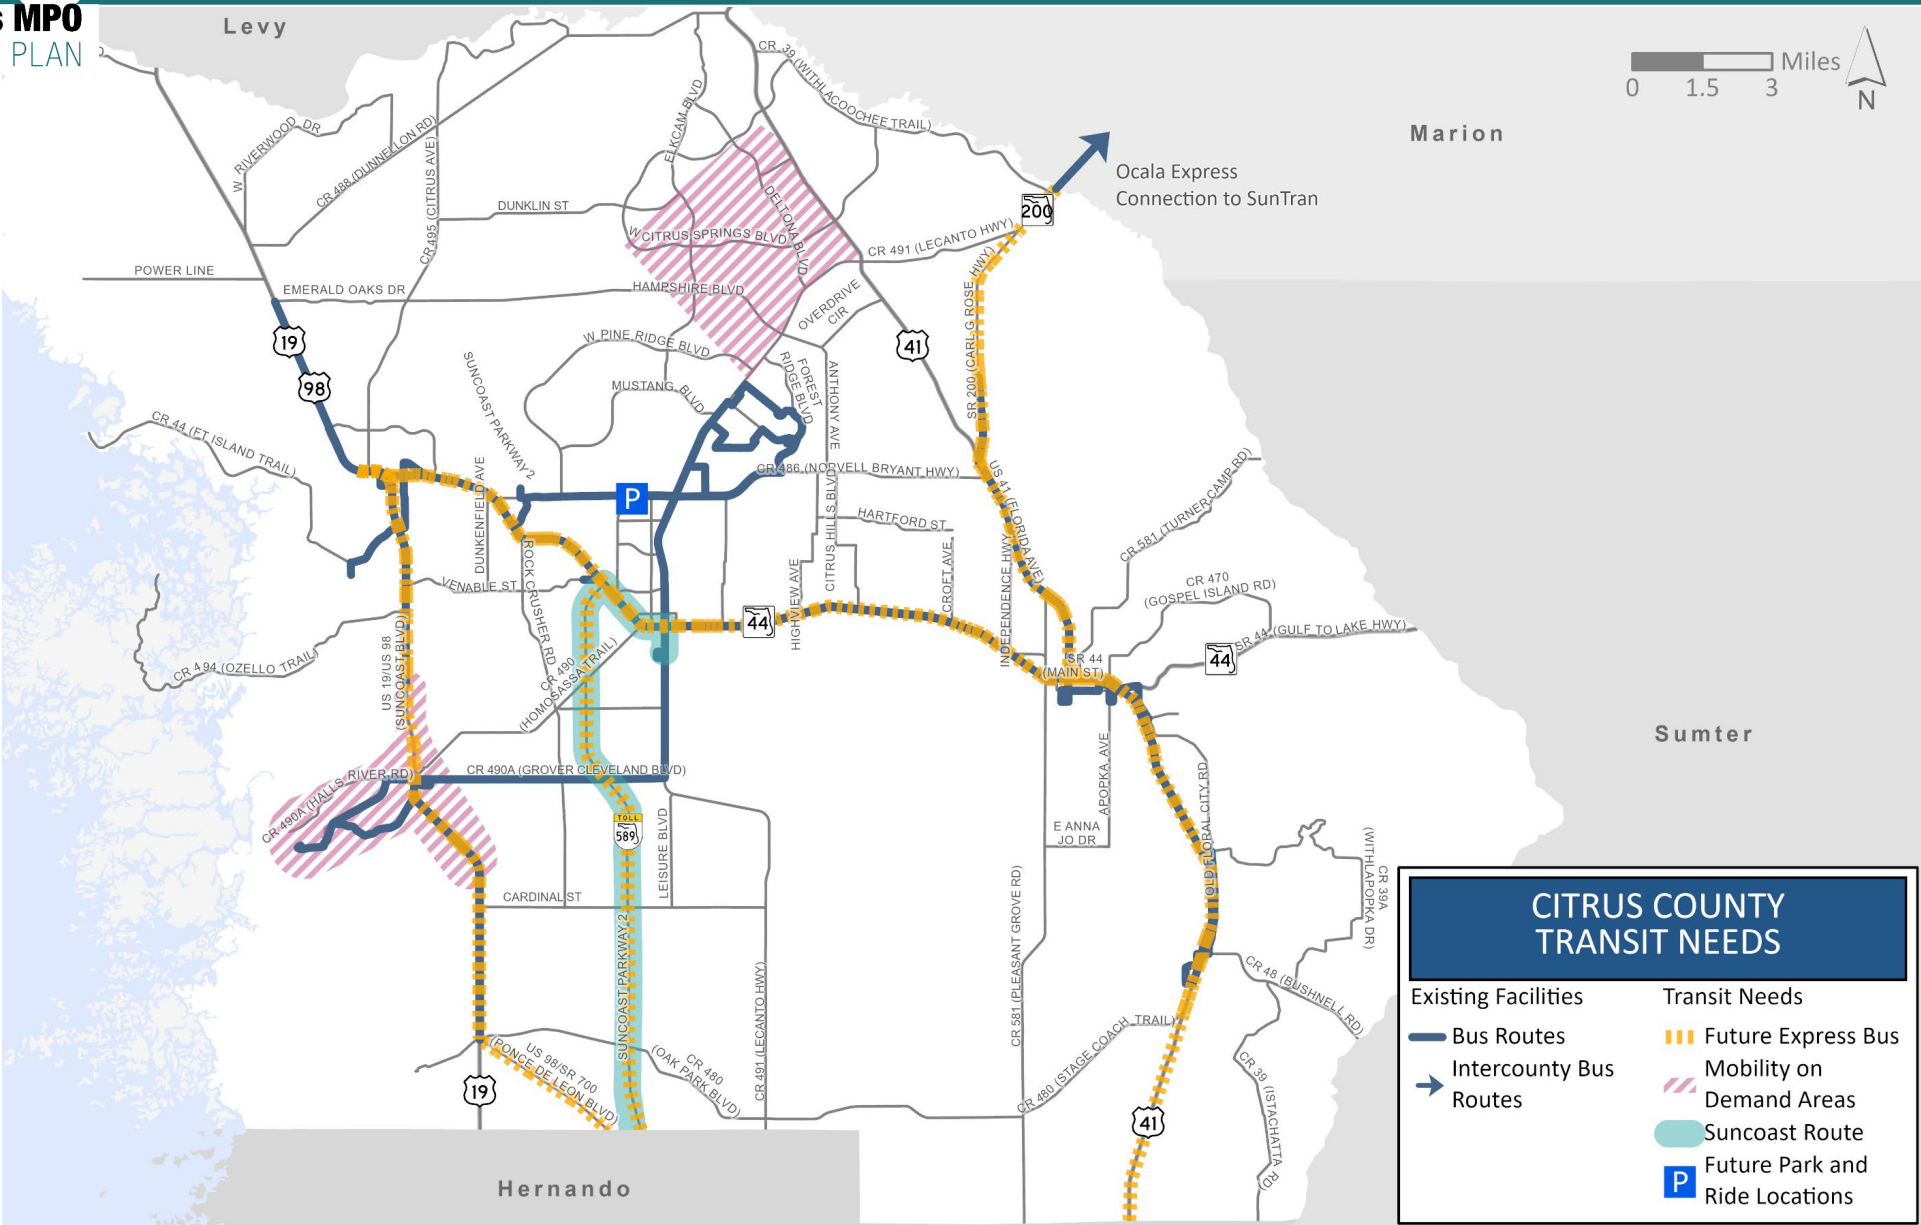 s MPO
PLAN
Levy
Marion
Sumter
Hernando
0 1.5 3 Miles
N
Ocala Express
Connection to SunTran
CR 39 (WITHLACOOCHEE TRAIL)
ELKCAM BLVD
W RIVERWOOD DR
CR 488 (DUNNELLON RD)
CR 495 (CITRUS AVE)
DUNKLIN ST
W CITRUS SPRINGS BLVD
DELTONA BLVD
CR 491 (LECANTO HWY)
200
POWER LINE
EMERALD OAKS DR
HAMPSHIRE BLVD
OVERDRIVE
CIR
SR 200 (CARL G ROSE HWY)
19
98
41
W PINE RIDGE BLVD
MUSTANG BLVD
FOREST
RIDGE BLVD
ANTHONY AVE
SUNCOAST PARKWAY 2
CR 44 (FT ISLAND TRAIL)
DUNKENFIELD AVE
P
CR 486 (NORVELL BRYANT HWY)
US 41 (FLORIDA AVE)
CR 581 (TURNER CAMP RD)
HARTFORD ST
CITRUS HILLS BLVD
CROFT AVE
INDEPENDENCE HWY
HIGHVIEW AVE
VENABLE ST
ROCK CRUSHER RD
CR 470
(GOSPEL ISLAND RD)
44
SR 44 (GULF TO LAKE HWY)
44
SR 44
(MAIN ST)
CR 494 (OZELLO TRAIL)
US 19/US 98
(SUNCOAST BLVD)
CR 490
(HOMOSASSA TRAIL)
CR 490A (HALLS RIVER RD)
CR 490A (GROVER CLEVELAND BLVD)
APOPKA AVE
OLD FLORAL CITY RD
TOLL
589
LEISURE BLVD
E ANNA
JO DR
CARDINAL ST
SUNCOAST PARKWAY 2
CR 491 (LECANTO HWY)
CR 581 (PLEASANT GROVE RD)
CR 39A
(WITHLAPOPKA DR)
CR 48 (BUSHNELL RD)
CR 480 (STAGE COACH TRAIL)
CR 39 (ISTACHATTA RD)
US 98/SR 700
(PONCE DE LEON BLVD)
CR 480
(OAK PARK BLVD)
19
41
CITRUS COUNTY
TRANSIT NEEDS
Existing Facilities
Bus Routes
Intercounty Bus
Routes
Transit Needs
Future Express Bus
Mobility on
Demand Areas
Suncoast Route
P
Future Park and
Ride Locations